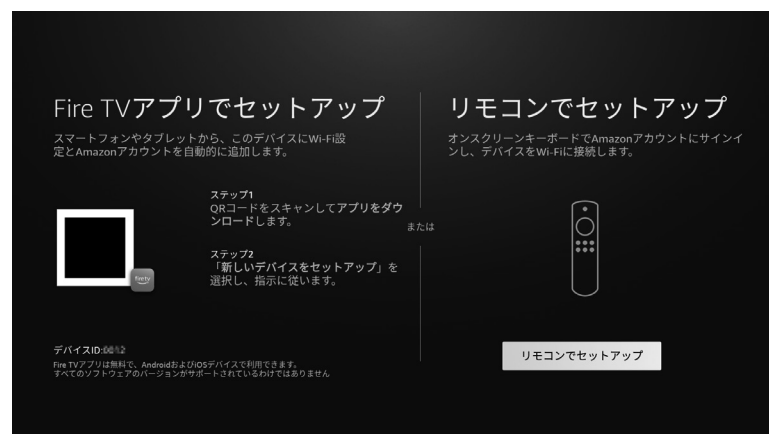 Fire TVアプリでセットアップ
スマートフォンやタブレットから、このデバイスにWi-Fi設
定とAmazonアカウントを自動的に追加します。
ステップ1
QRコードをスキャンしてアプリをダウ
ンロードします。
ステップ2
「新しいデバイスをセットアップ」を
選択し、指示に従います。
fire tv
デバイスID:
Fire TVアプリは無料で、AndroidおよびiOSデバイスで利用できます。
すべてのソフトウェアのバージョンがサポートされているわけではありません
または
リモコンでセットアップ
オンスクリーンキーボードでAmazonアカウントにサインイ
ンし、デバイスをWi-Fiに接続します。
リモコンでセットアップ